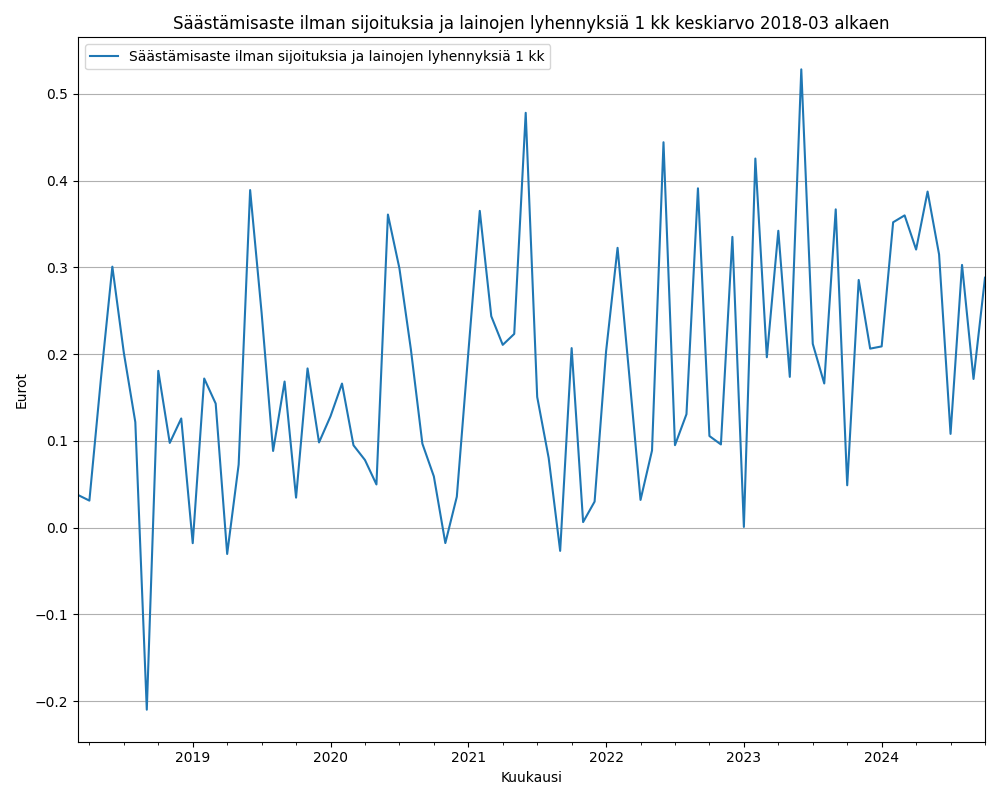 Säästämisaste ilman sijoituksia ja lainojen lyhennyksiä 1 kk keskiarvo 2018-03 alkaen
Säästämisaste ilman sijoituksia ja lainojen lyhennyksiä 1 kk
0.5
0.4
0.3
0.2
0.1
0.0
−0.1
−0.2
Eurot
2019 2020 2021 2022 2023 2024
Kuukausi